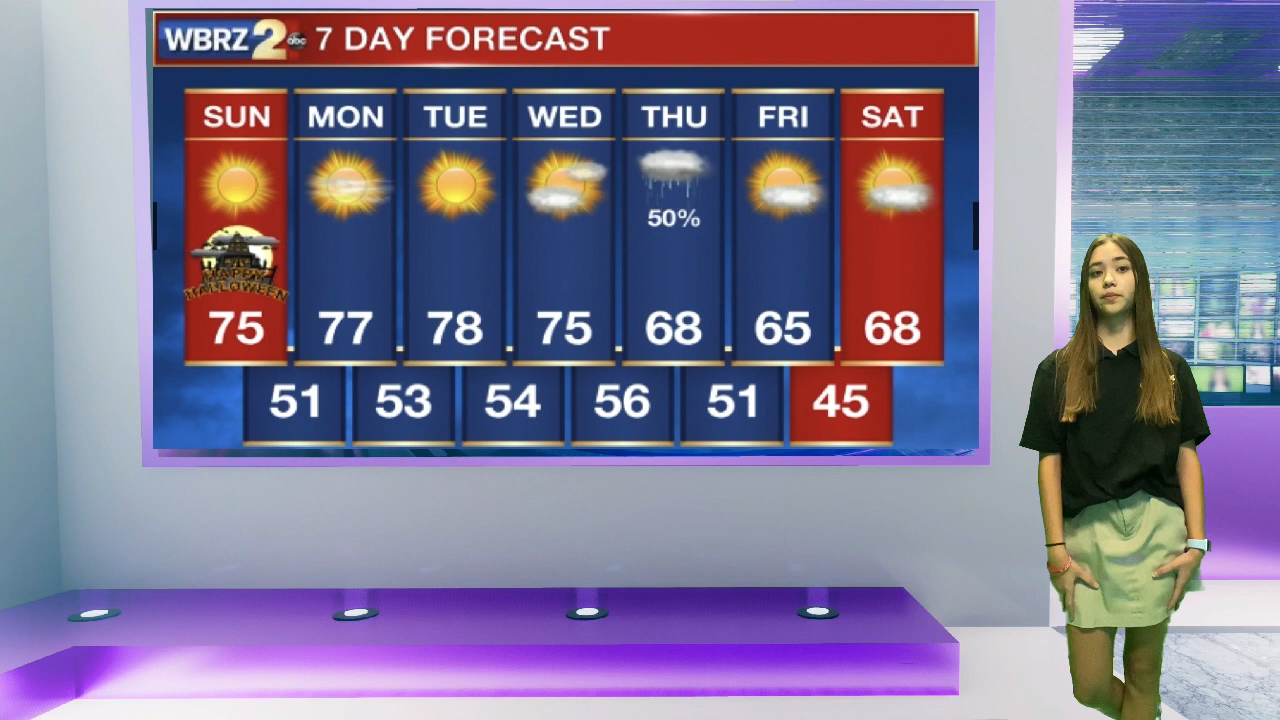 WBRZ 2 abc 7 DAY FORECAST
SUN MON TUE WED THU FRI SAT
50%
HAPPY
HALLOWEEN
75 77 78 75 68 65 68
51 53 54 56 51 45